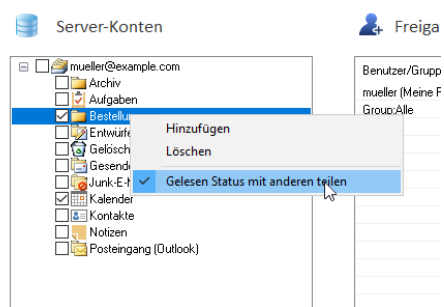 Server-Konten
Freiga
mueller@example.com
Archiv
Aufgaben
Bestellu
Entwürfe
Gelösch
Gesende
Junk-E-
Kalender
Kontakte
Notizen
Posteingang (Outlook)
Hinzufügen
Löschen
Gelesen Status mit anderen teilen
Benutzer/Grupp
mueller (Meine F
Group:Alle